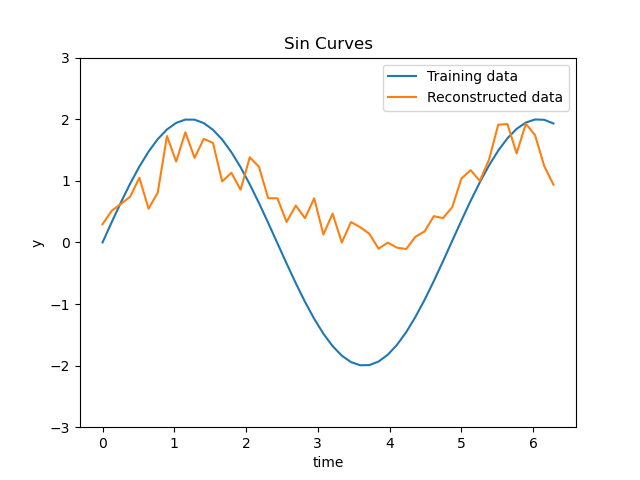 Sin Curves
Training data
Reconstructed data
3
2
1
0
−1
−2
−3
y
0
1
2
3
4
5
6
time